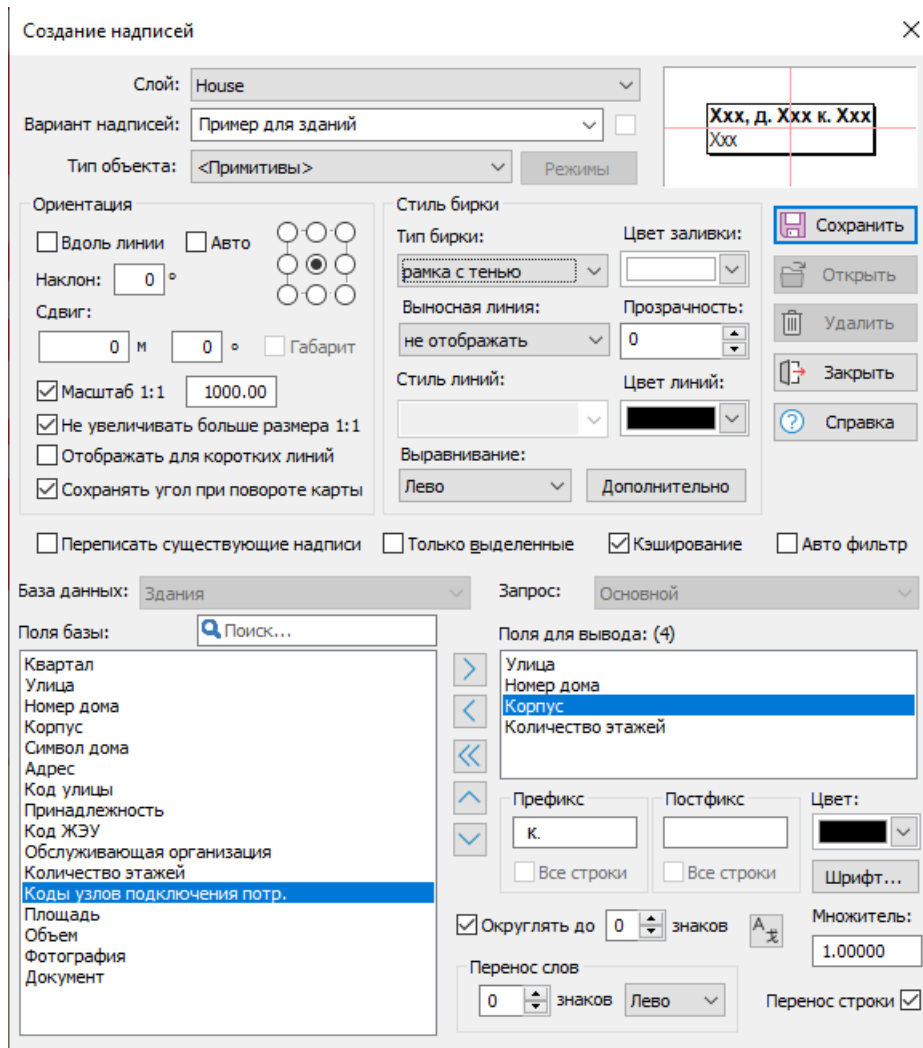 Создание надписей
Слой: House
Вариант надписей: Пример для зданий
Тип объекта: <Примитивы> Режимы
Xxx, д. Xxx к. Xxx
Xxx
Ориентация
Вдоль линии Авто
Наклон: 0 °
Сдвиг:
0 м 0 ° Габарит
Масштаб 1:1 1000.00
Не увеличивать больше размера 1:1
Отображать для коротких линий
Сохранять угол при повороте карты
Стиль бирки
Тип бирки: Цвет заливки:
рамка с тенью
Выносная линия: Прозрачность:
не отображать 0
Стиль линий: Цвет линий:
Выравнивание:
Лево Дополнительно
Сохранить
Открыть
Удалить
Закрыть
Справка
Переписать существующие надписи Только выделенные Кэширование Авто фильтр
База данных: Здания Запрос: Основной
Поля базы: Поиск...
Квартал
Улица
Номер дома
Корпус
Символ дома
Адрес
Код улицы
Принадлежность
Код ЖЭУ
Обслуживающая организация
Количество этажей
Коды узлов подключения потр.
Площадь
Объем
Фотография
Документ
Поля для вывода: (4)
Улица
Номер дома
Корпус
Количество этажей
Префикс Постфикс Цвет:
к.
Все строки Все строки Шрифт...
Округлять до 0 знаков Множитель:
1.00000
Перенос слов
0 знаков Лево Перенос строки